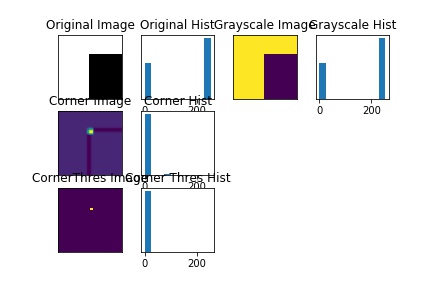 Original Image Original Hist Grayscale Image Grayscale Hist
0 200 0 200
Corner Image Corner Hist
0 200
CornerThres Image Corner Thres Hist
0 200